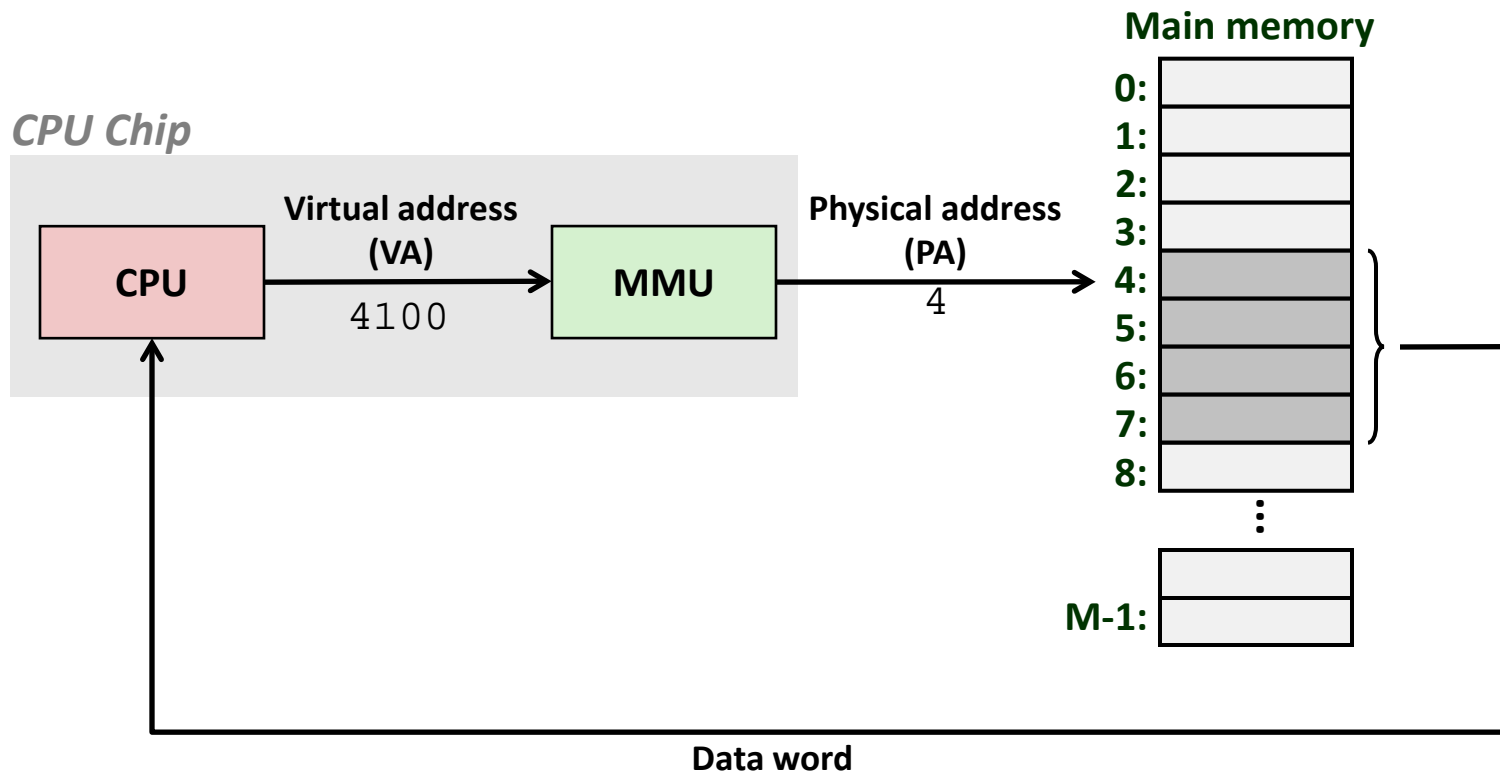 Main memory
0:
1:
2:
3:
4:
5:
6:
7:
8:
⋮
M-1:
CPU Chip
Virtual address
(VA)
4100
CPU
MMU
Physical address
(PA)
4
Data word